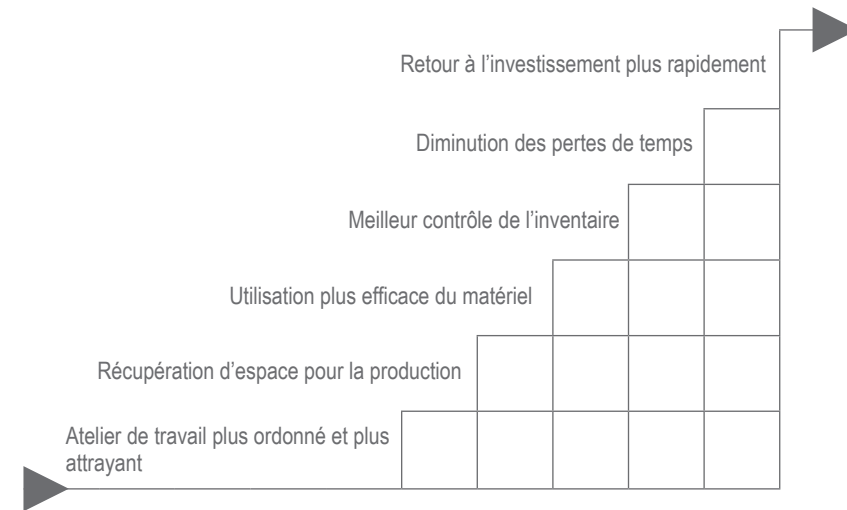 Retour à l’investissement plus rapidement
Diminution des pertes de temps
Meilleur contrôle de l’inventaire
Utilisation plus efficace du matériel
Récupération d’espace pour la production
Atelier de travail plus ordonné et plus
attrayant